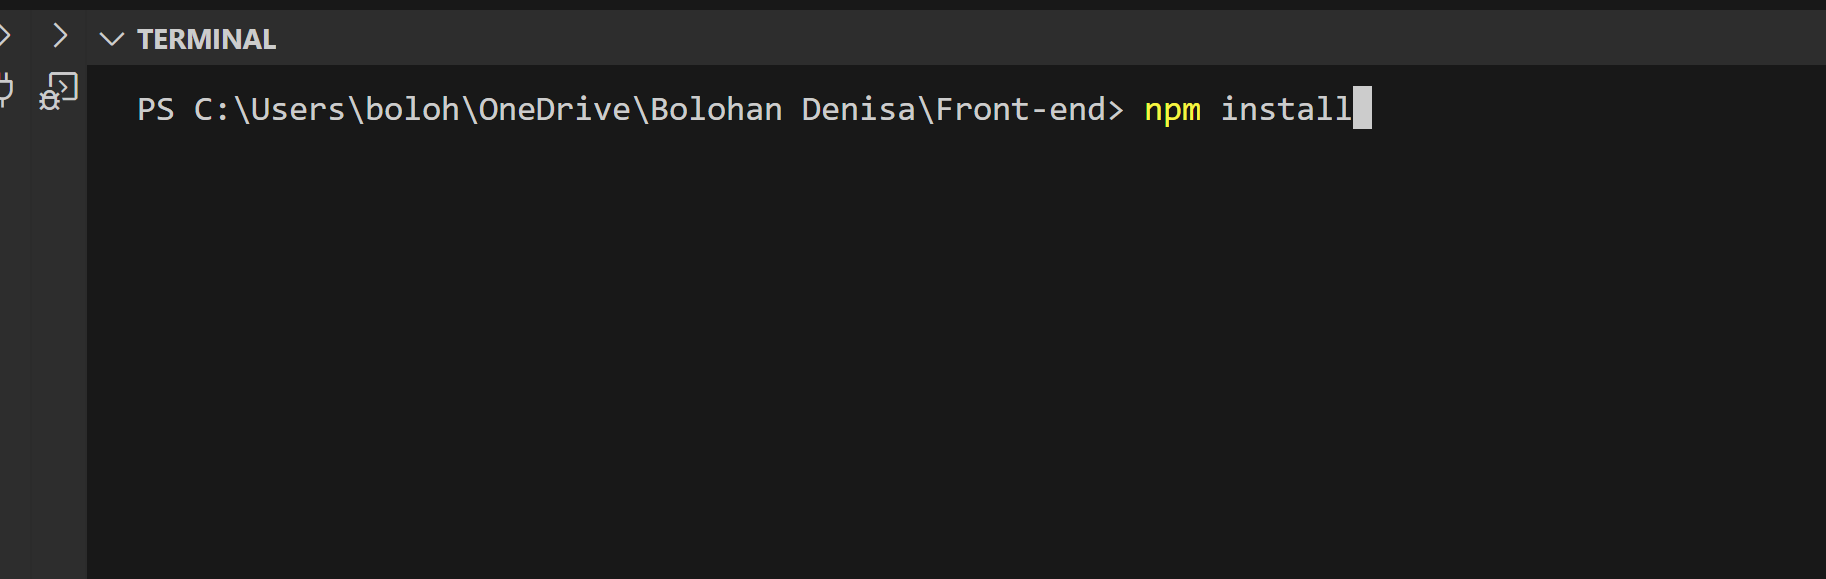 TERMINAL
PS C:\Users\boloh\OneDrive\Bolohan Denisa\Front-end> npm install